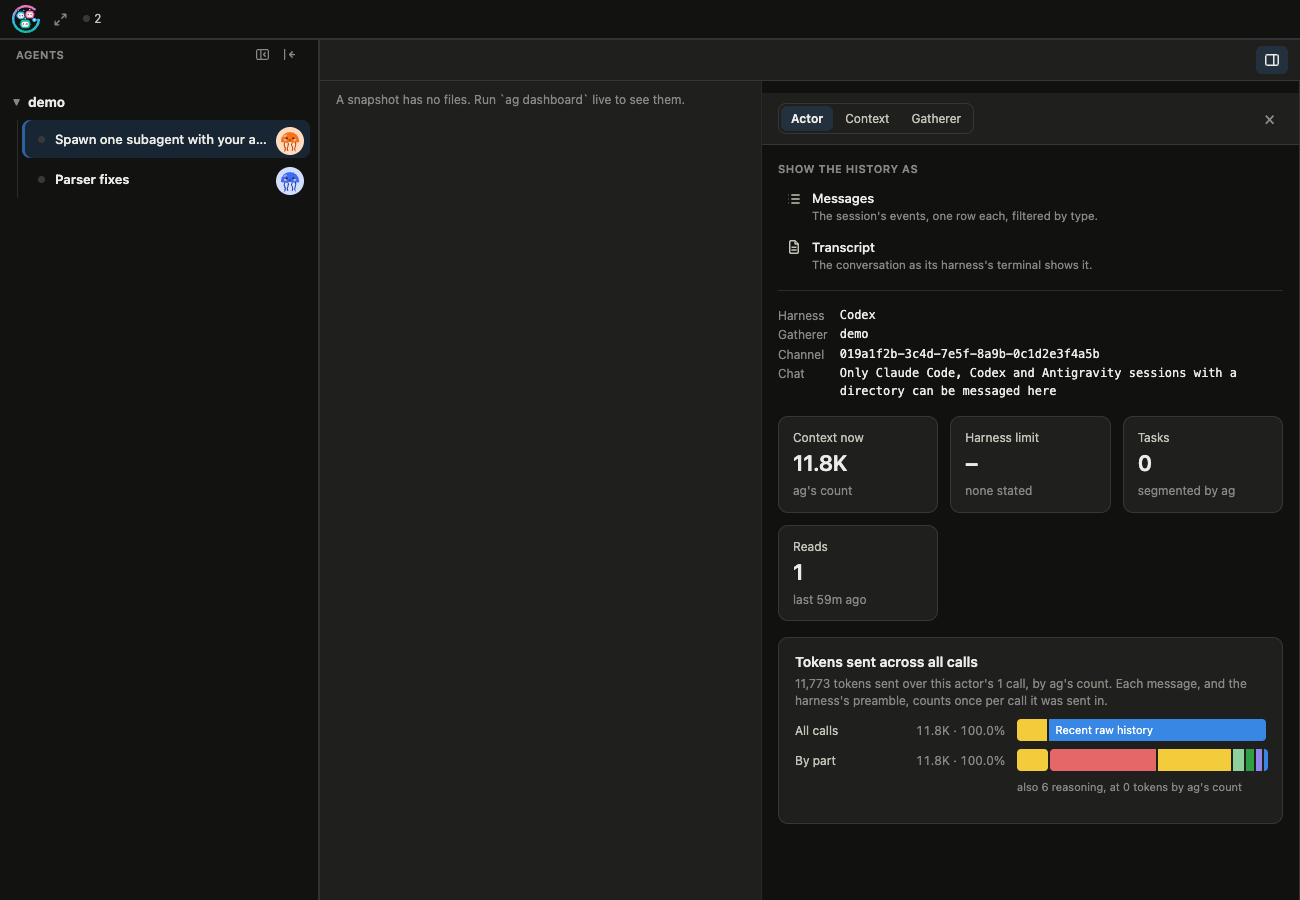 2
AGENTS
demo
Spawn one subagent with your a...
Parser fixes
A snapshot has no files. Run `ag dashboard` live to see them.
Actor
Context
Gatherer
SHOW THE HISTORY AS
Messages
The session's events, one row each, filtered by type.
Transcript
The conversation as its harness's terminal shows it.
Harness Codex
Gatherer demo
Channel 019a1f2b-3c4d-7e5f-8a9b-0c1d2e3f4a5b
Chat Only Claude Code, Codex and Antigravity sessions with a
directory can be messaged here
Context now
11.8K
ag's count
Harness limit
–
none stated
Tasks
0
segmented by ag
Reads
1
last 59m ago
Tokens sent across all calls
11,773 tokens sent over this actor's 1 call, by ag's count. Each message, and the
harness's preamble, counts once per call it was sent in.
All calls 11.8K · 100.0% Recent raw history
By part 11.8K · 100.0%
also 6 reasoning, at 0 tokens by ag's count